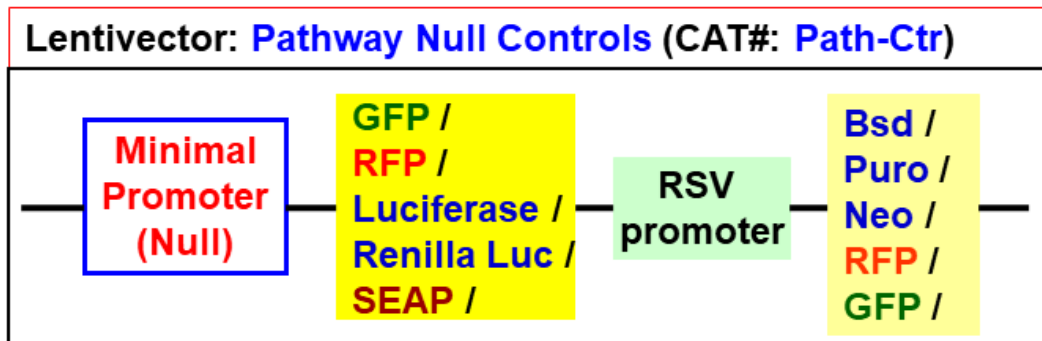 Lentivector: Pathway Null Controls (CAT#: Path-Ctr)
Minimal
Promoter
(Null)
GFP /
RFP /
Luciferase /
Renilla Luc /
SEAP /
RSV
promoter
Bsd /
Puro /
Neo /
RFP /
GFP /